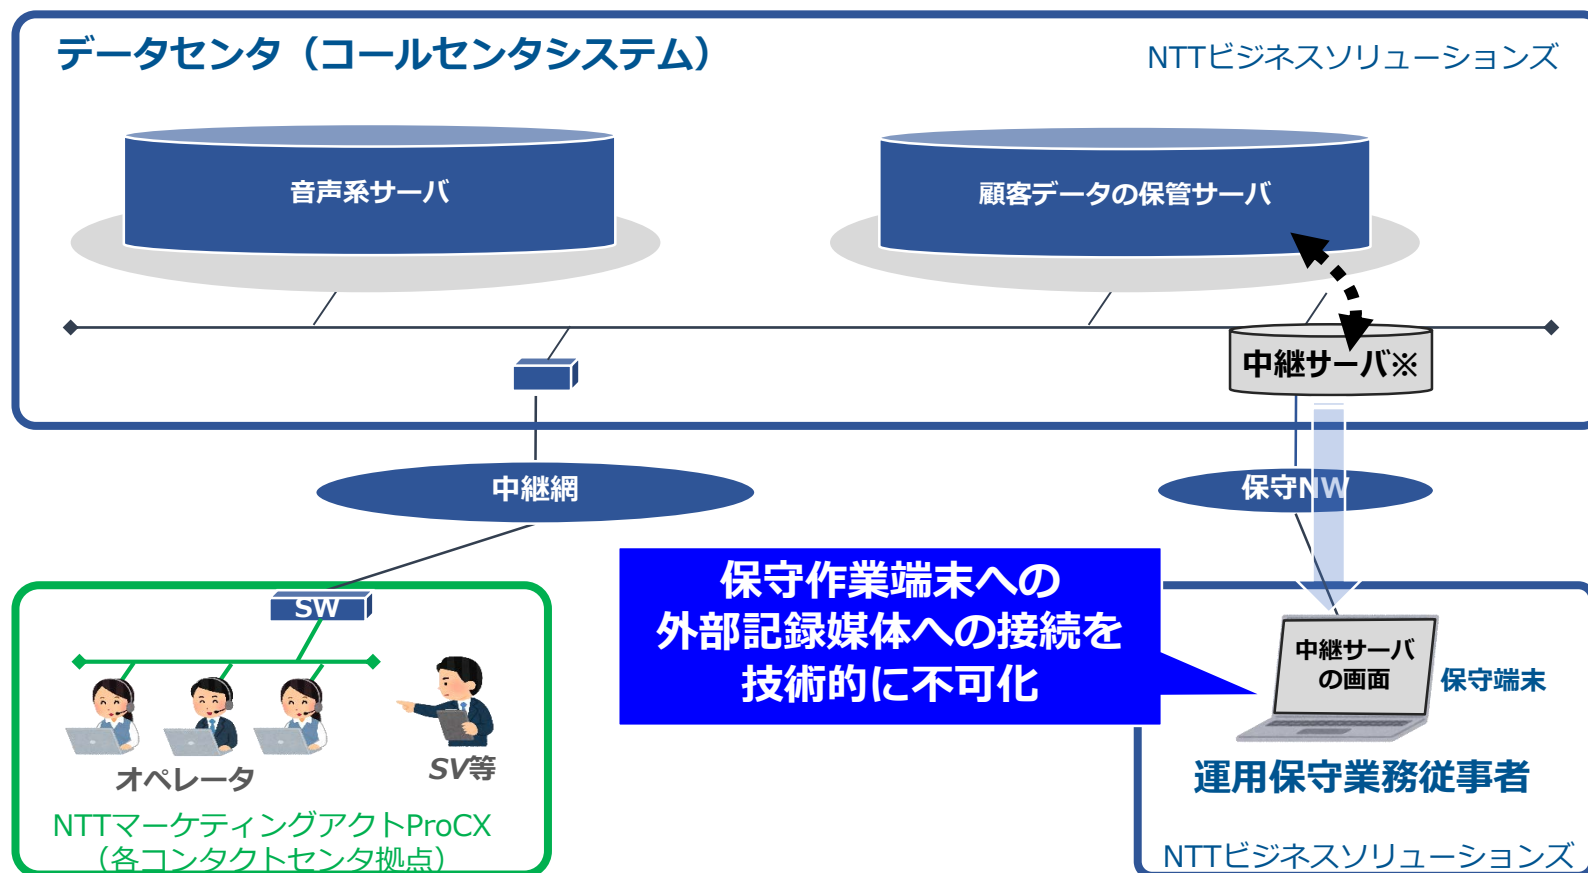 データセンタ（コールセンタシステム）
NTTビジネスソリューションズ
音声系サーバ
顧客データの保管サーバ
中継サーバ※
中継網
保守NW
保守作業端末への
外部記録媒体への接続を
技術的に不可化
SW
中継サーバ
の画面
保守端末
オペレータ
SV等
運用保守業務従事者
NTTマーケティングアクトProCX
（各コンタクトセンタ拠点）
NTTビジネスソリューションズ